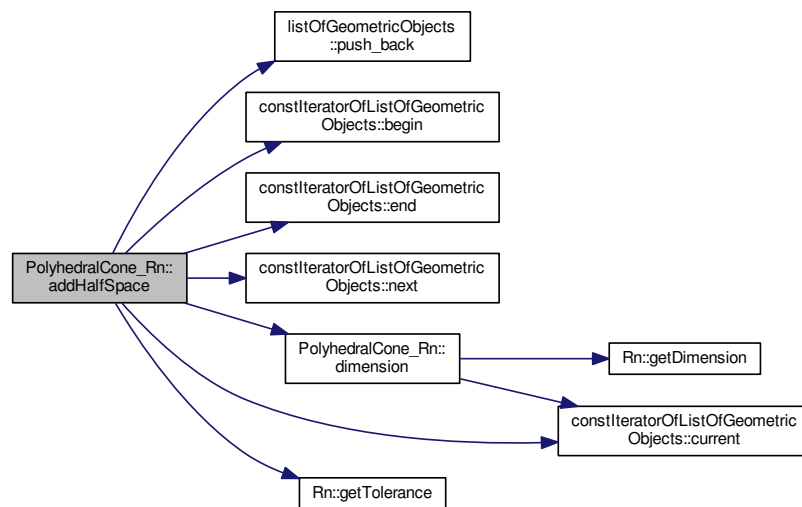 listOfGeometricObjects
::push_back
constIteratorOfListOfGeometric
Objects::begin
constIteratorOfListOfGeometric
Objects::end
PolyhedralCone_Rn::
addHalfSpace
constIteratorOfListOfGeometric
Objects::next
PolyhedralCone_Rn::
dimension
Rn::getDimension
constIteratorOfListOfGeometric
Objects::current
Rn::getTolerance